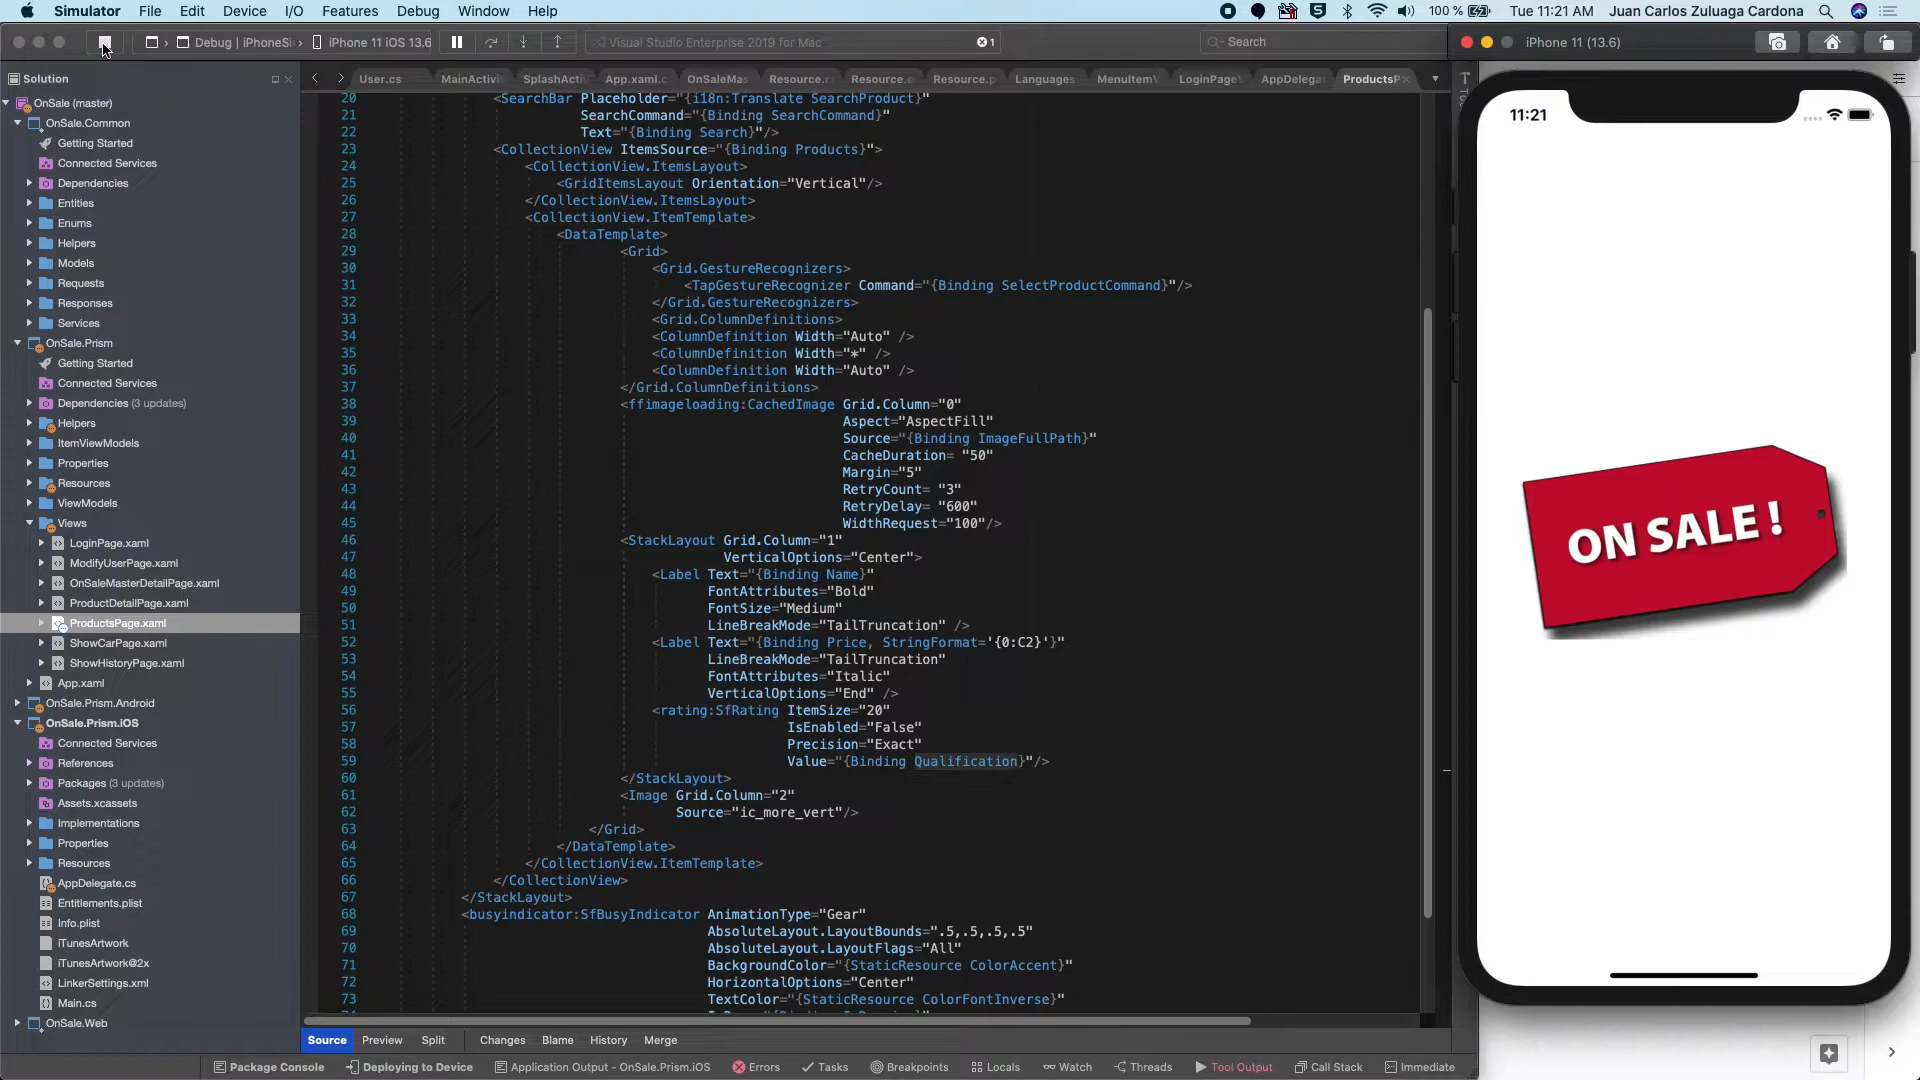 Simulator File Edit Device I/O Features Debug Window Help 100 % Tue 11:21 AM Juan Carlos Zuluaga Cardona
Debug | iPhoneSi iPhone 11 iOS 13.6 Visual Studio Enterprise 2019 for Mac 1 Search iPhone 11 (13.6)
Solution
User.cs MainActivi SplashActi App.xaml.c OnSaleMas Resource. Resource. Resource. Languages MenuItemV LoginPageV AppDelega ProductsP
OnSale (master)
OnSale.Common
Getting Started
Connected Services
Dependencies
Entities
Enums
Helpers
Models
Requests
Responses
Services
OnSale.Prism
Getting Started
Connected Services
Dependencies (3 updates)
Helpers
ItemViewModels
Properties
Resources
ViewModels
Views
LoginPage.xaml
ModifyUserPage.xaml
OnSaleMasterDetailPage.xaml
ProductDetailPage.xaml
ProductsPage.xaml
ShowCarPage.xaml
ShowHistoryPage.xaml
App.xaml
OnSale.Prism.Android
OnSale.Prism.iOS
Connected Services
References
Packages (3 updates)
Assets.xcassets
Implementations
Properties
Resources
AppDelegate.cs
Entitlements.plist
Info.plist
iTunesArtwork
iTunesArtwork@2x
LinkerSettings.xml
Main.cs
OnSale.Web
20 <SearchBar Placeholder="{i18n:Translate SearchProduct}"
21 SearchCommand="{Binding SearchCommand}"
22 Text="{Binding Search}"/>
23 <CollectionView ItemsSource="{Binding Products}">
24 <CollectionView.ItemsLayout>
25 <GridItemsLayout Orientation="Vertical"/>
26 </CollectionView.ItemsLayout>
27 <CollectionView.ItemTemplate>
28 <DataTemplate>
29 <Grid>
30 <Grid.GestureRecognizers>
31 <TapGestureRecognizer Command="{Binding SelectProductCommand}"/>
32 </Grid.GestureRecognizers>
33 <Grid.ColumnDefinitions>
34 <ColumnDefinition Width="Auto" />
35 <ColumnDefinition Width="*" />
36 <ColumnDefinition Width="Auto" />
37 </Grid.ColumnDefinitions>
38 <ffimageloading:CachedImage Grid.Column="0"
39 Aspect="AspectFill"
40 Source="{Binding ImageFullPath}"
41 CacheDuration= "50"
42 Margin="5"
43 RetryCount= "3"
44 RetryDelay= "600"
45 WidthRequest="100"/>
46 <StackLayout Grid.Column="1"
47 VerticalOptions="Center">
48 <Label Text="{Binding Name}"
49 FontAttributes="Bold"
50 FontSize="Medium"
51 LineBreakMode="TailTruncation" />
52 <Label Text="{Binding Price, StringFormat='{0:C2}'}"
53 LineBreakMode="TailTruncation"
54 FontAttributes="Italic"
55 VerticalOptions="End" />
56 <rating:SfRating ItemSize="20"
57 IsEnabled="False"
58 Precision="Exact"
59 Value="{Binding Qualification}"/>
60 </StackLayout>
61 <Image Grid.Column="2"
62 Source="ic_more_vert"/>
63 </Grid>
64 </DataTemplate>
65 </CollectionView.ItemTemplate>
66 </CollectionView>
67 </StackLayout>
68 <busyindicator:SfBusyIndicator AnimationType="Gear"
69 AbsoluteLayout.LayoutBounds=".5,.5,.5,.5"
70 AbsoluteLayout.LayoutFlags="All"
71 BackgroundColor="{StaticResource ColorAccent}"
72 HorizontalOptions="Center"
73 TextColor="{StaticResource ColorFontInverse}"
Source Preview Split Changes Blame History Merge
Package Console Deploying to Device Application Output - OnSale.Prism.iOS Errors Tasks Breakpoints Locals Watch Threads Tool Output Call Stack Immediate
11:21
ON SALE !